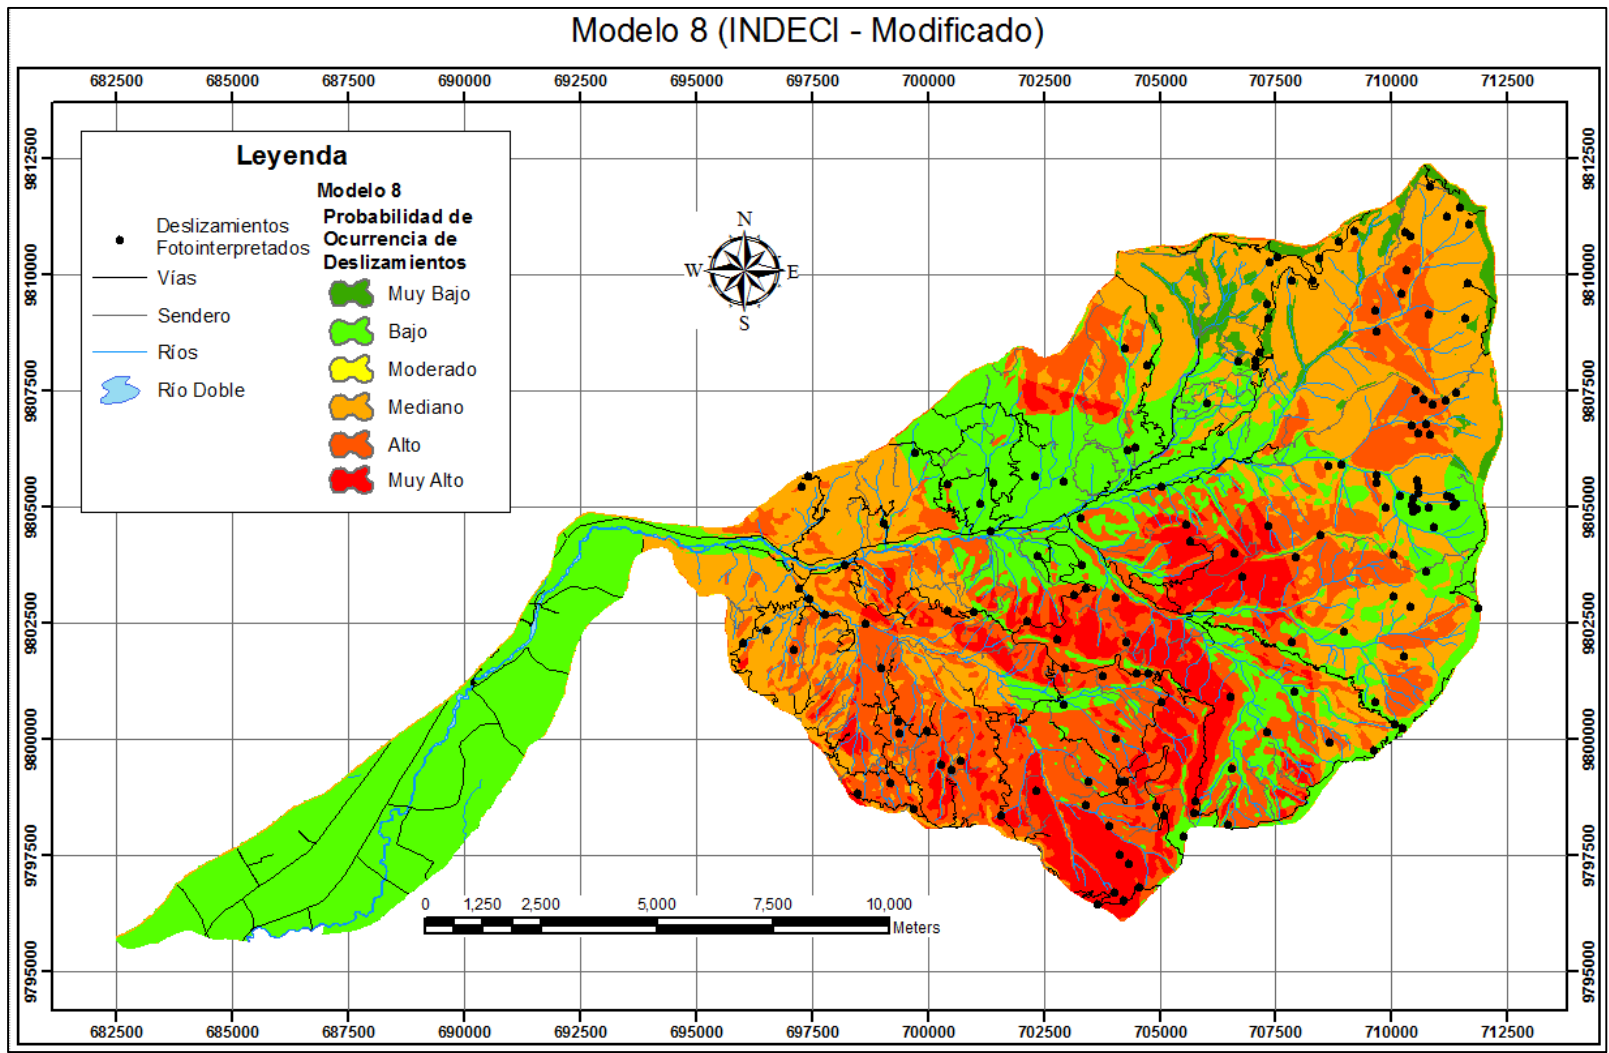 Modelo 8 (INDECI - Modificado)
682500 685000 687500 690000 692500 695000 697500 700000 702500 705000 707500 710000 712500
9812500
9810000
9807500
9805000
9802500
9800000
9797500
9795000
Leyenda
Deslizamientos
Fotointerpretados
Vías
Sendero
Ríos
Río Doble
Modelo 8
Probabilidad de
Ocurrencia de
Deslizamientos
Muy Bajo
Bajo
Moderado
Mediano
Alto
Muy Alto
N
W E
S
0 1,250 2,500 5,000 7,500 10,000
Meters
9812500
9810000
9807500
9805000
9802500
9800000
9797500
9795000
682500 685000 687500 690000 692500 695000 697500 700000 702500 705000 707500 710000 712500